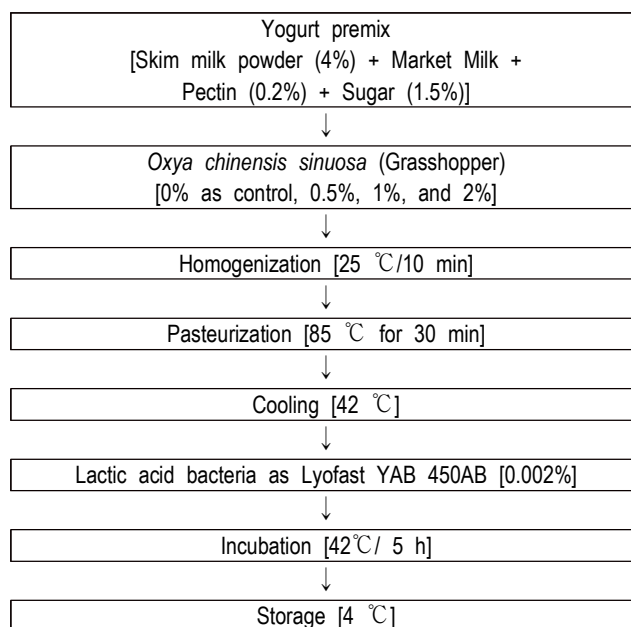 Yogurt premix
[Skim milk powder (4%) + Market Milk +
Pectin (0.2%) + Sugar (1.5%)]
↓
Oxya chinensis sinuosa (Grasshopper)
[0% as control, 0.5%, 1%, and 2%]
↓
Homogenization [25 ℃/10 min]
↓
Pasteurization [85 ℃ for 30 min]
↓
Cooling [42 ℃]
↓
Lactic acid bacteria as Lyofast YAB 450AB [0.002%]
↓
Incubation [42℃/ 5 h]
↓
Storage [4 ℃]